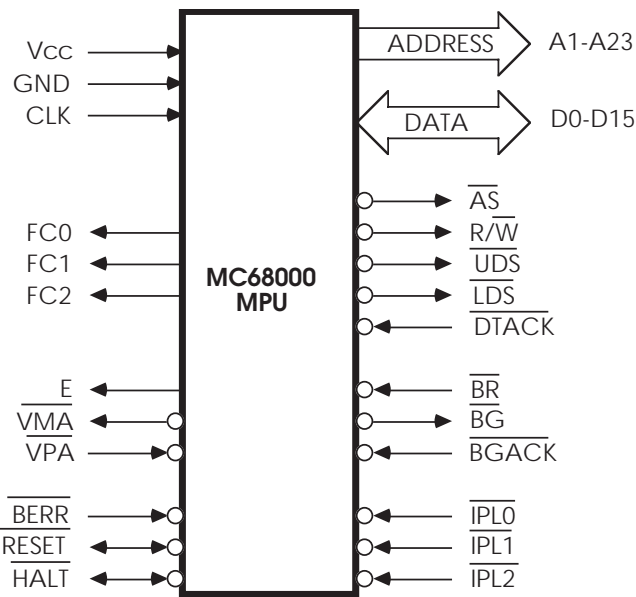 Vcc
GND
CLK
FC0
FC1
FC2
E
VMA
VPA
BERR
RESET
HALT
MC68000
MPU
ADDRESS
A1-A23
DATA
D0-D15
AS
R/W
UDS
LDS
DTACK
BR
BG
BGACK
IPL0
IPL1
IPL2